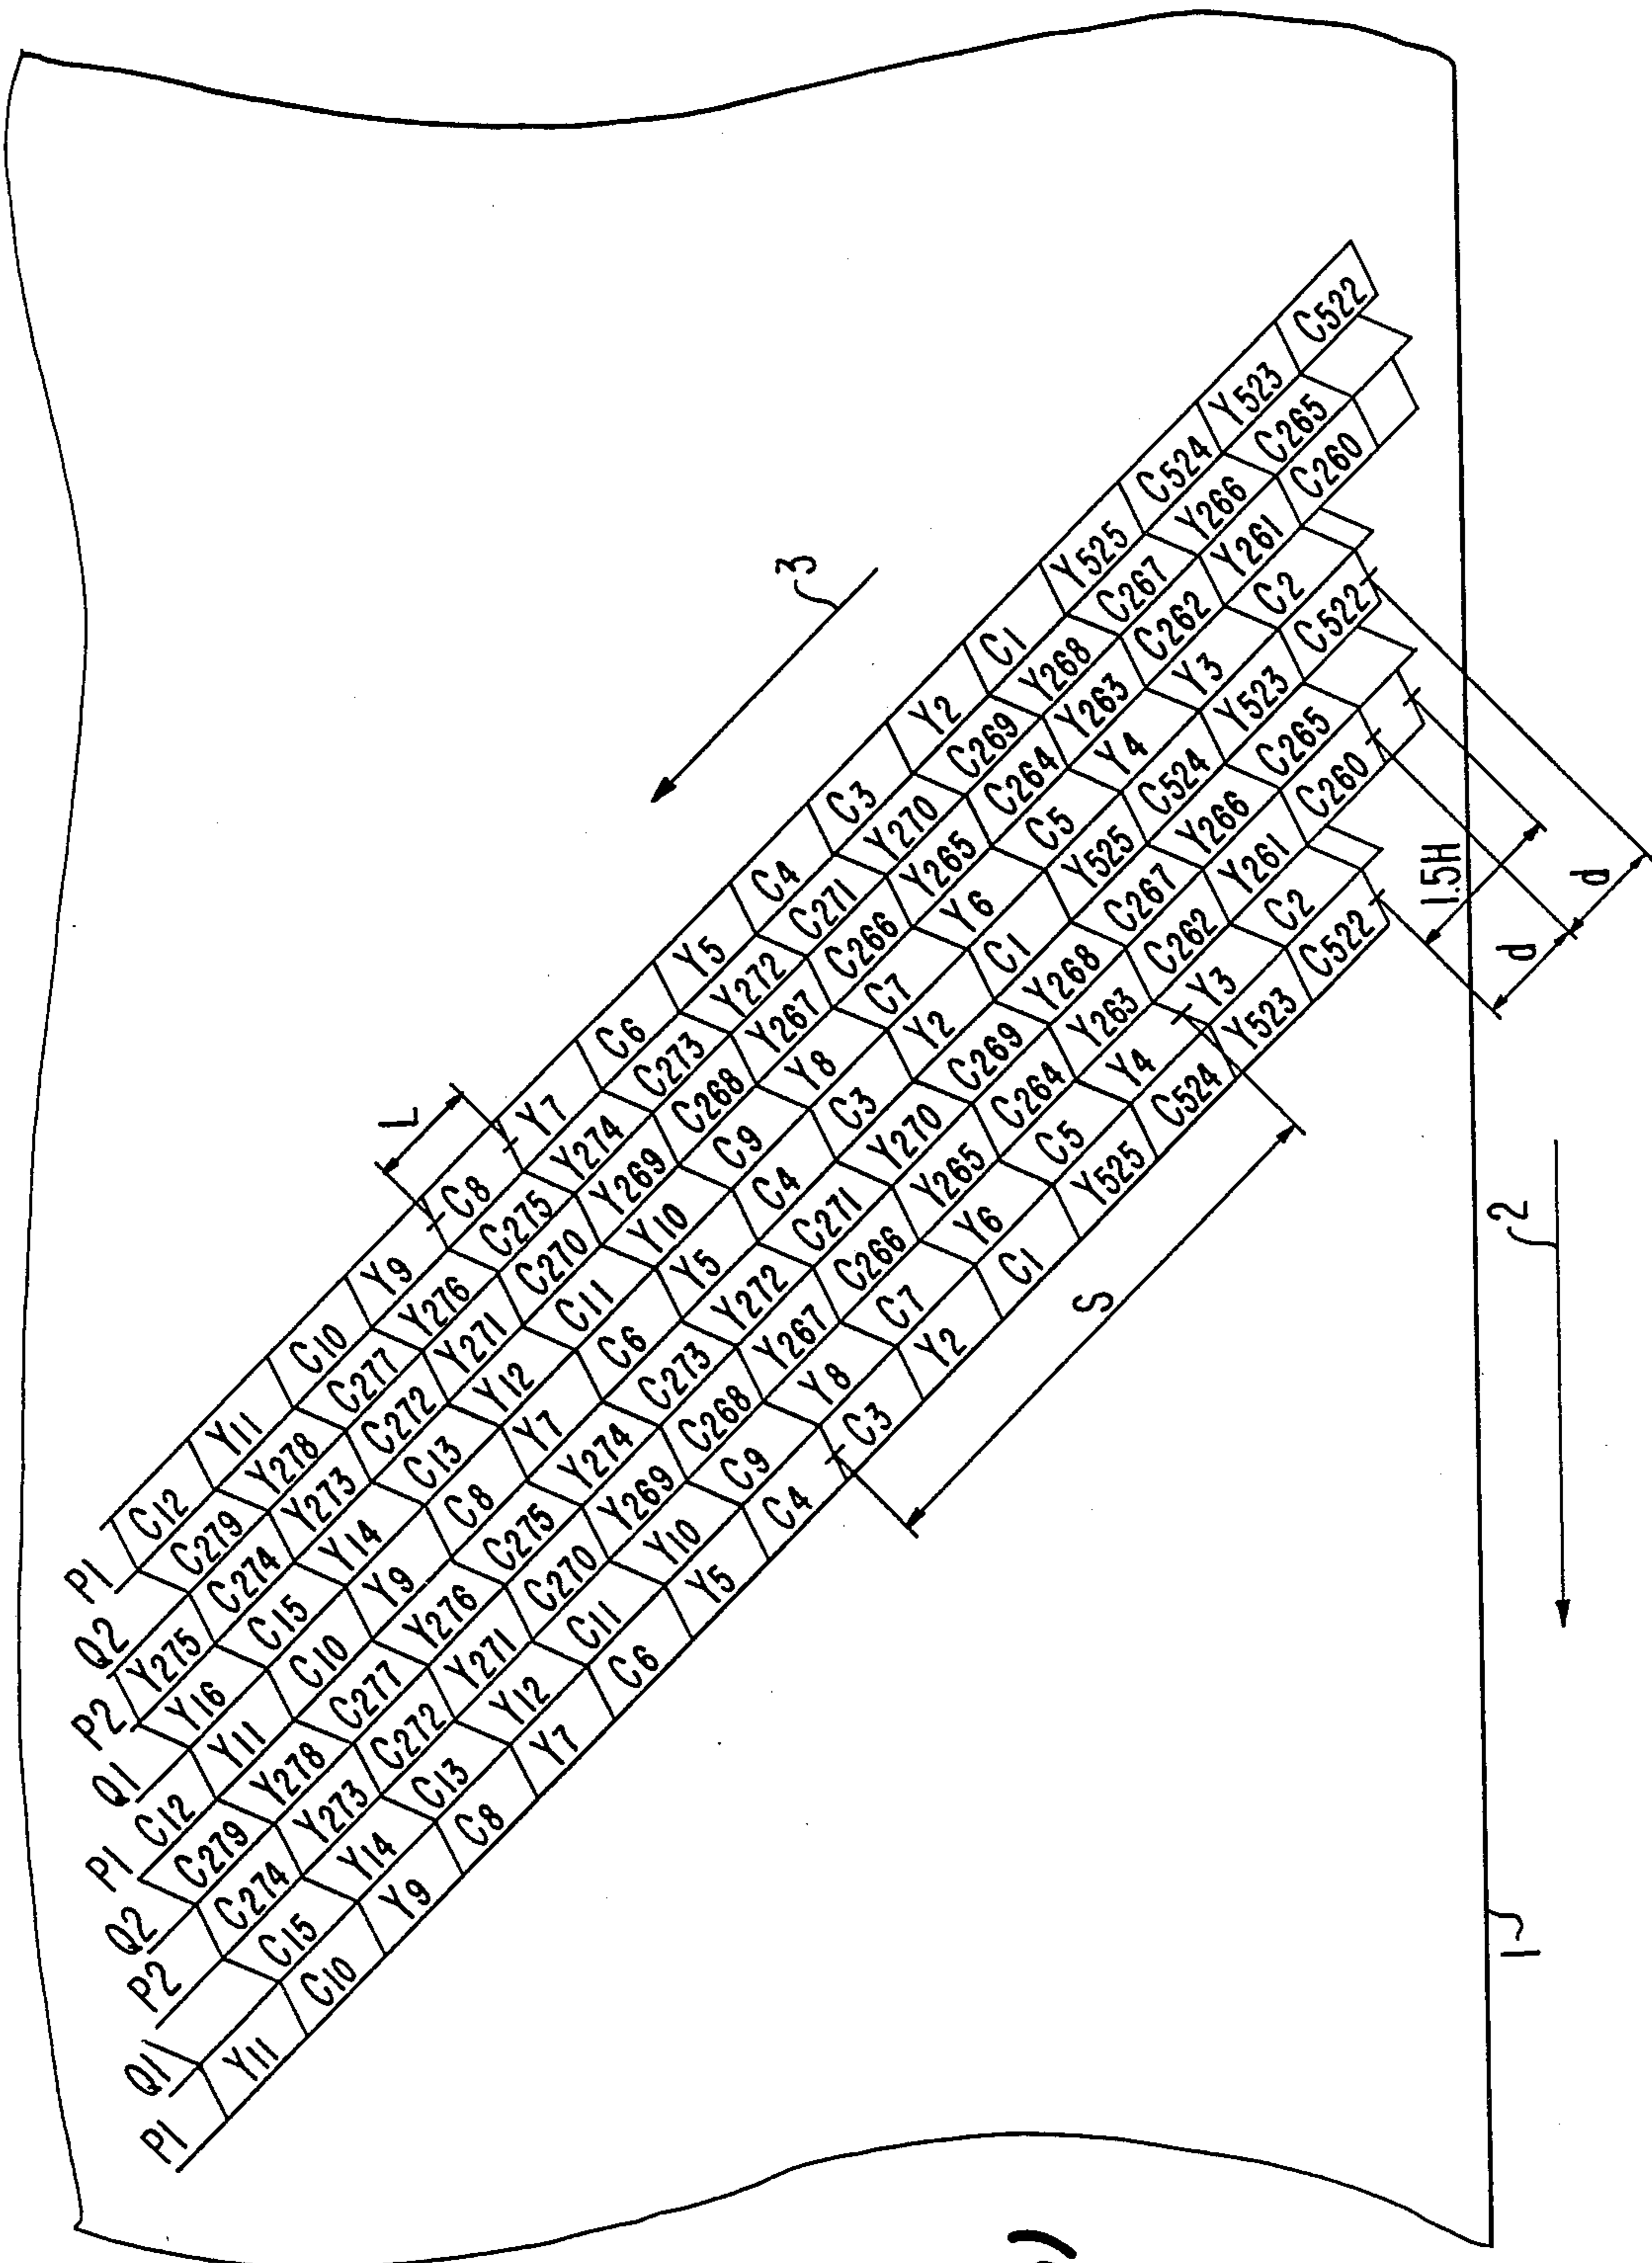 P1 C12 Y11 C10 Y9 C8 Y7 C6 Y5 C4 C3 Y2 C1 Y525 C524 Y523 C522
Q2 C279 Y278 C277 Y276 C275 Y274 C273 Y272 C271 Y270 C269 Y268 C267 Y266 C265
P2 Y275 C274 Y273 C272 Y271 C270 Y269 C268 Y267 C266 Y265 C264 Y263 C262 Y261 C260
Q1 Y16 C15 Y14 C13 Y12 C11 Y10 C9 Y8 C7 Y6 C5 Y4 Y3 C2
P1 C12 Y11 C10 Y9 C8 Y7 C6 Y5 C4 C3 Y2 C1 Y525 C524 Y523 C522
Q2 C279 Y278 C277 Y276 C275 Y274 C273 Y272 C271 Y270 C269 Y268 C267 Y266 C265
P2 C274 Y273 C272 Y271 C270 Y269 C268 Y267 C266 Y265 C264 Y263 C262 Y261 C260
Q1 C15 Y14 C13 Y12 C11 Y10 C9 Y8 C7 Y6 C5 Y4 Y3 C2
P1 Y11 C10 Y9 C8 Y7 C6 Y5 C4 C3 Y2 C1 Y525 C524 Y523 C522
3
L
S
1.5H
d
d
2
1